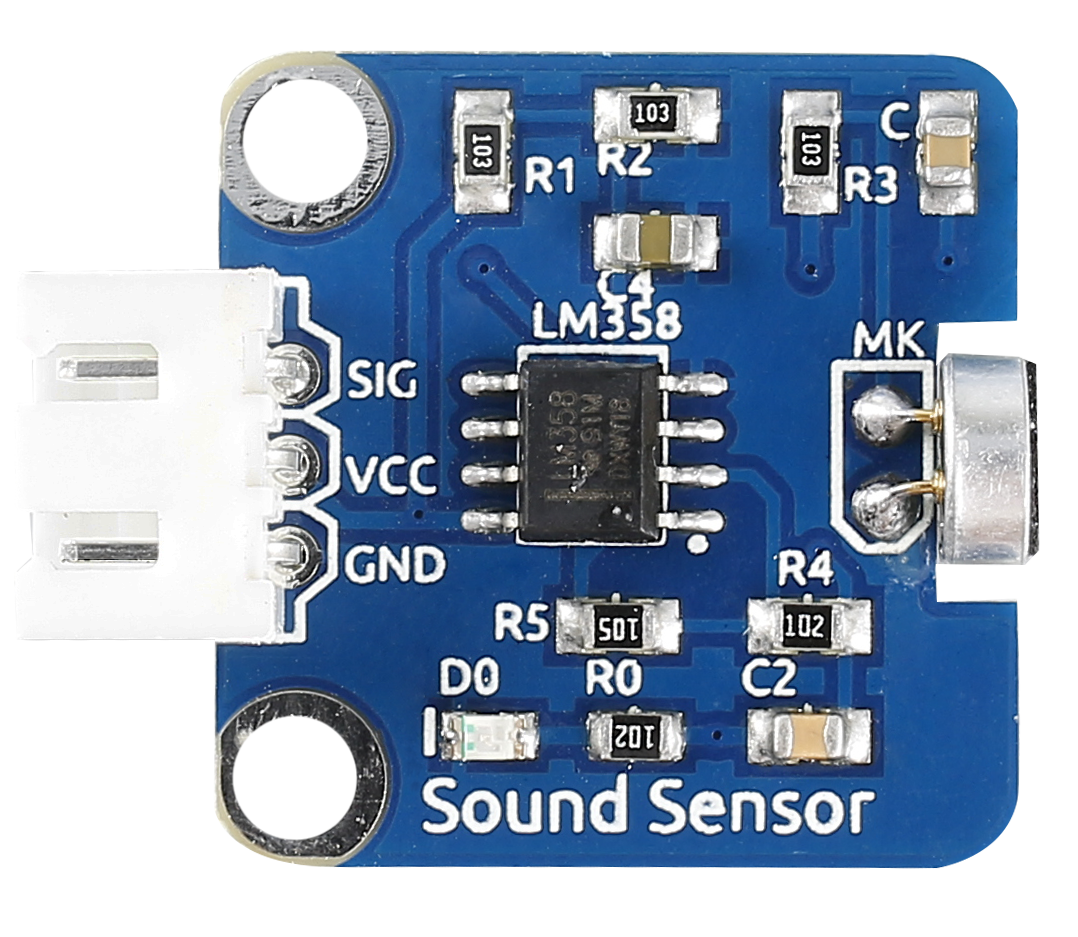 103
R1
103
R2
103
R3
C
C4
LM358
MK
SIG
VCC
GND
LM358
R4
R5
105
102
D0
R0
C2
102
Sound Sensor